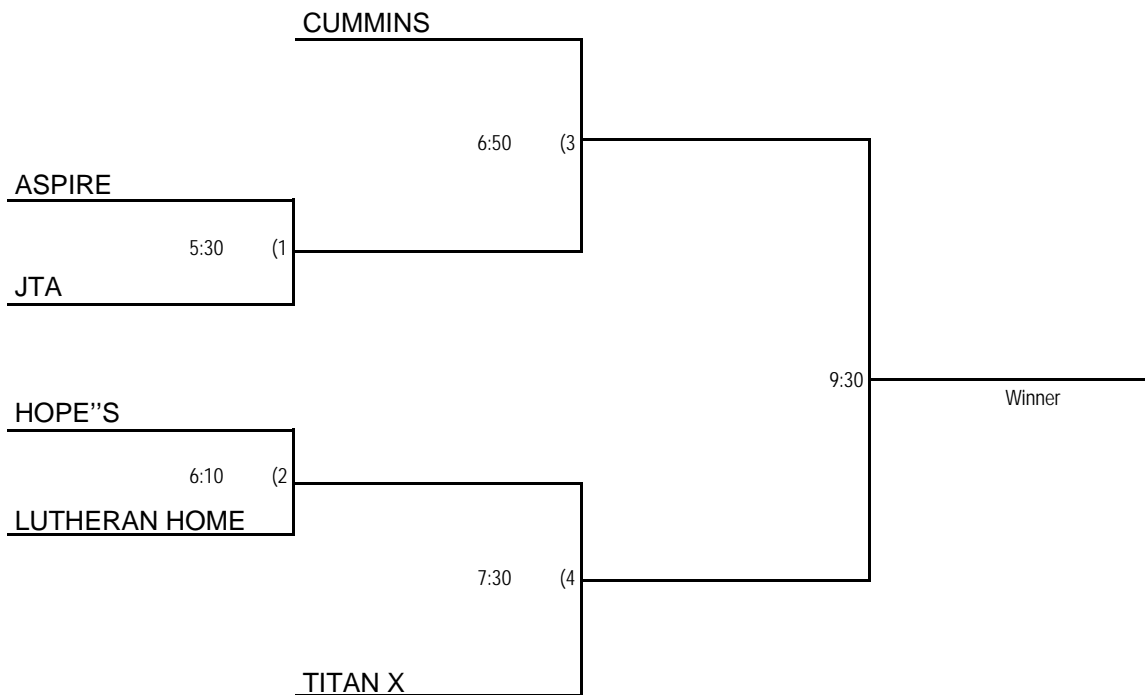 CUMMINS
6:50 (3
ASPIRE
5:30 (1
JTA
9:30
Winner
HOPE’’S
6:10 (2
LUTHERAN HOME
7:30 (4
TITAN X